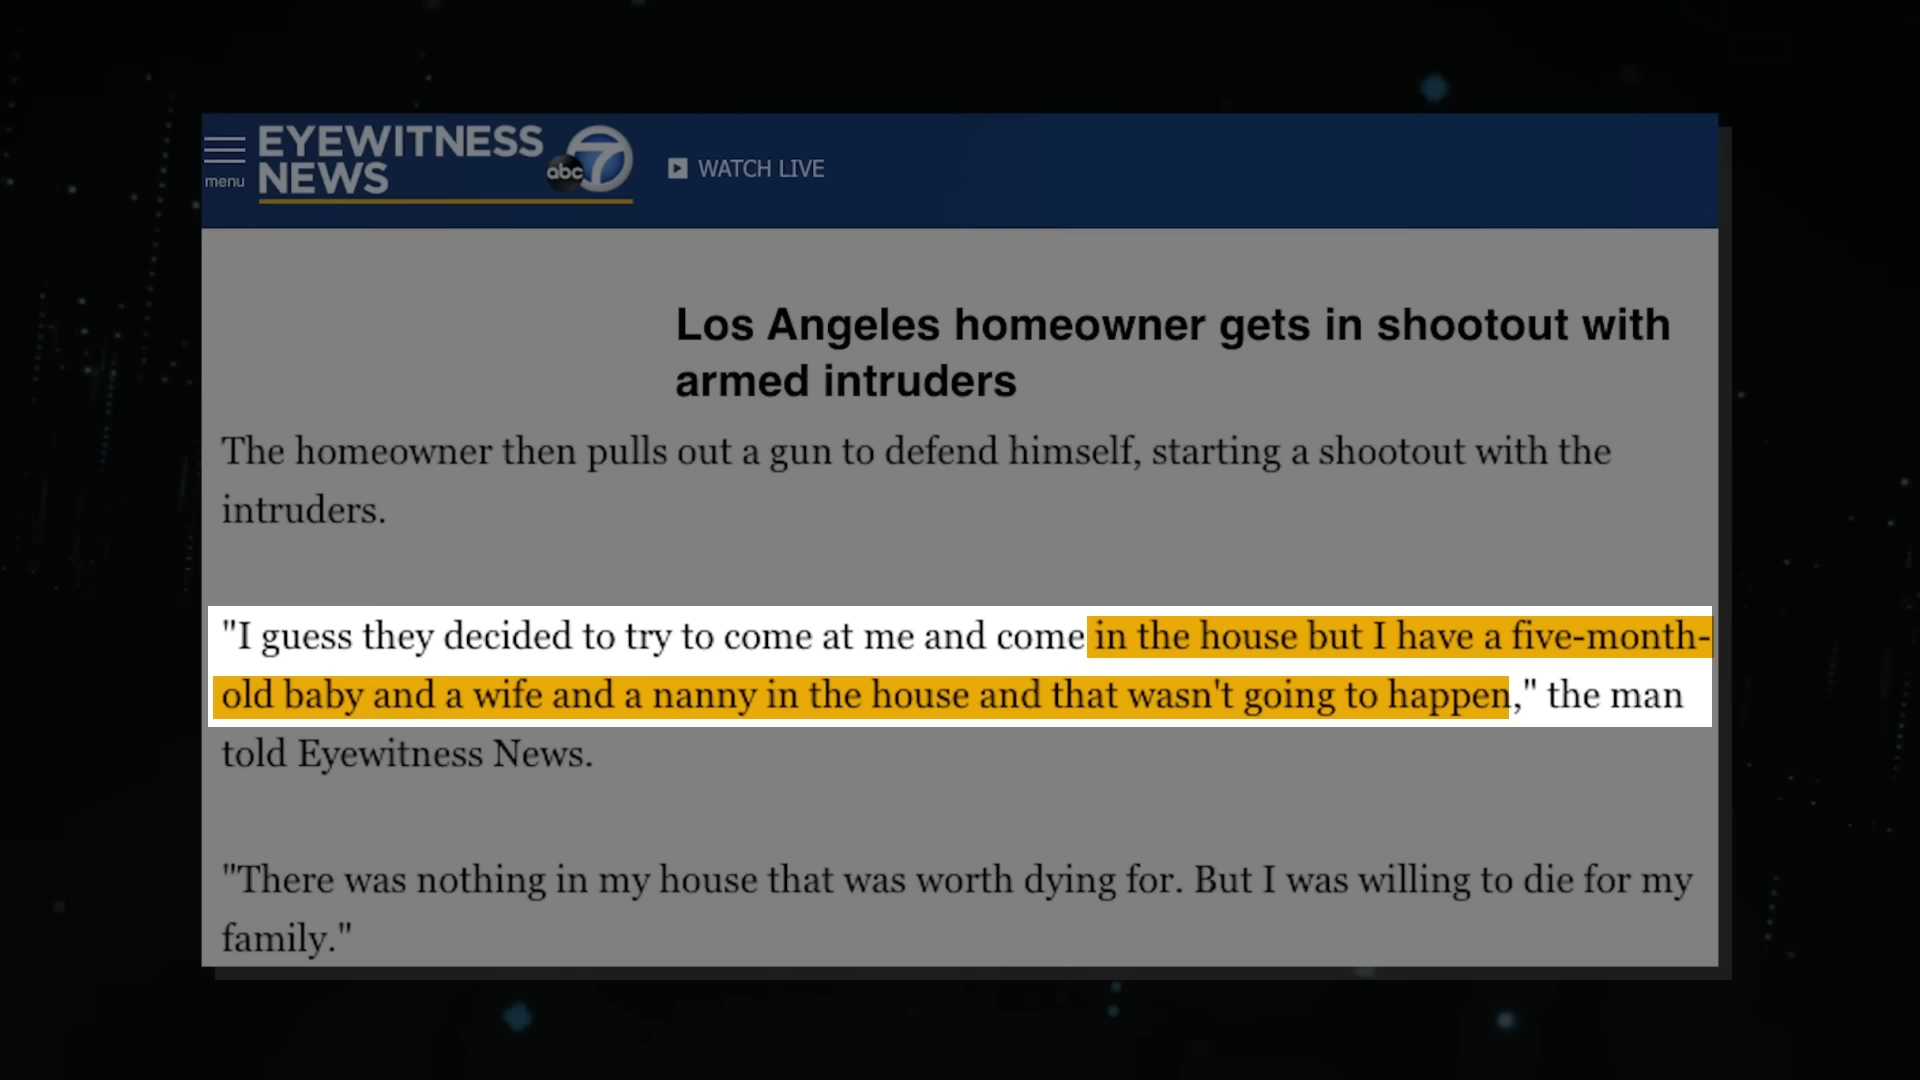 EYEWITNESS
NEWS
abc 7
menu
WATCH LIVE
Los Angeles homeowner gets in shootout with
armed intruders
The homeowner then pulls out a gun to defend himself, starting a shootout with the
intruders.
"I guess they decided to try to come at me and come in the house but I have a five-month-
old baby and a wife and a nanny in the house and that wasn't going to happen," the man
told Eyewitness News.
"There was nothing in my house that was worth dying for. But I was willing to die for my
family."